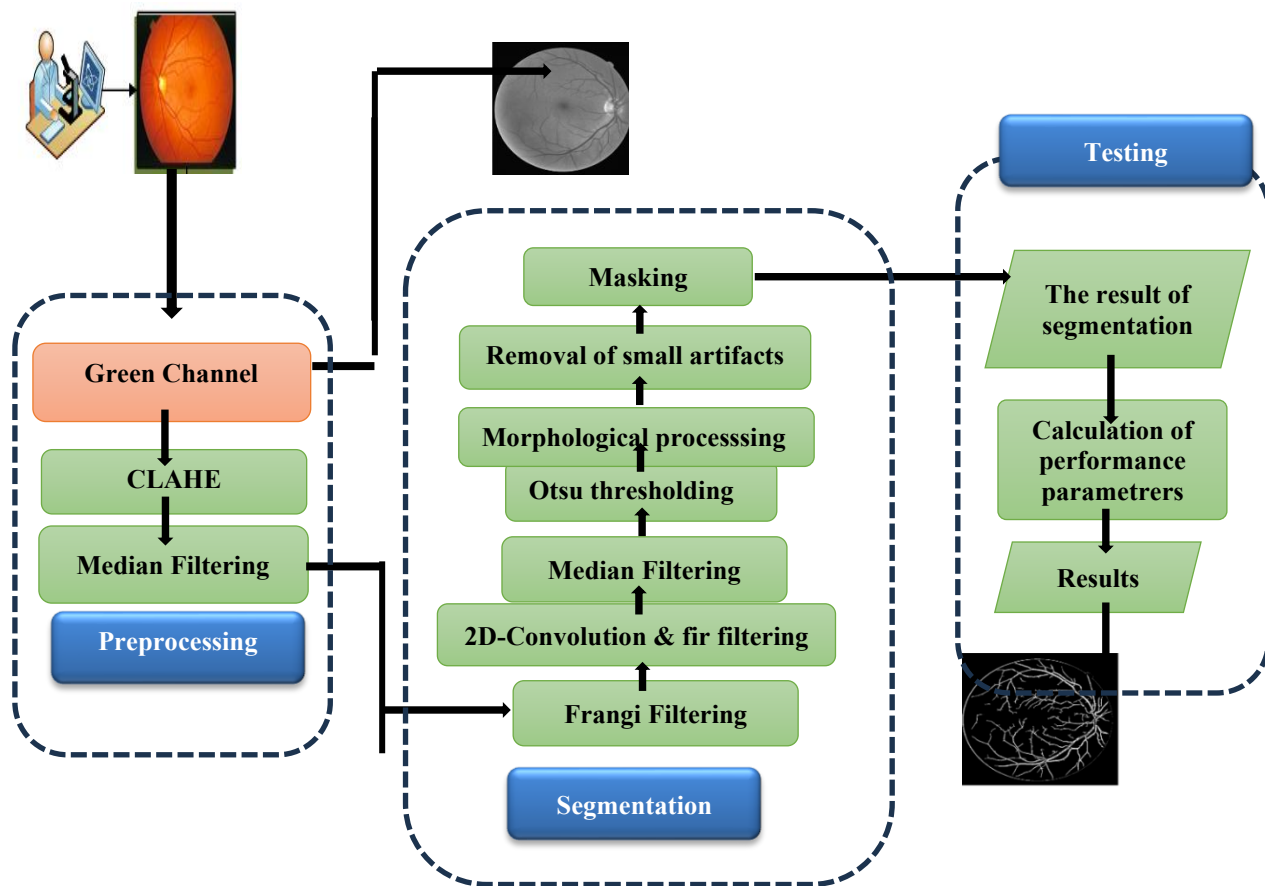 Green Channel
CLAHE
Median Filtering
Preprocessing
Masking
Removal of small artifacts
Morphological processsing
Otsu thresholding
Median Filtering
2D-Convolution & fir filtering
Frangi Filtering
Segmentation
Testing
The result of
segmentation
Calculation of
performance
parametrers
Results